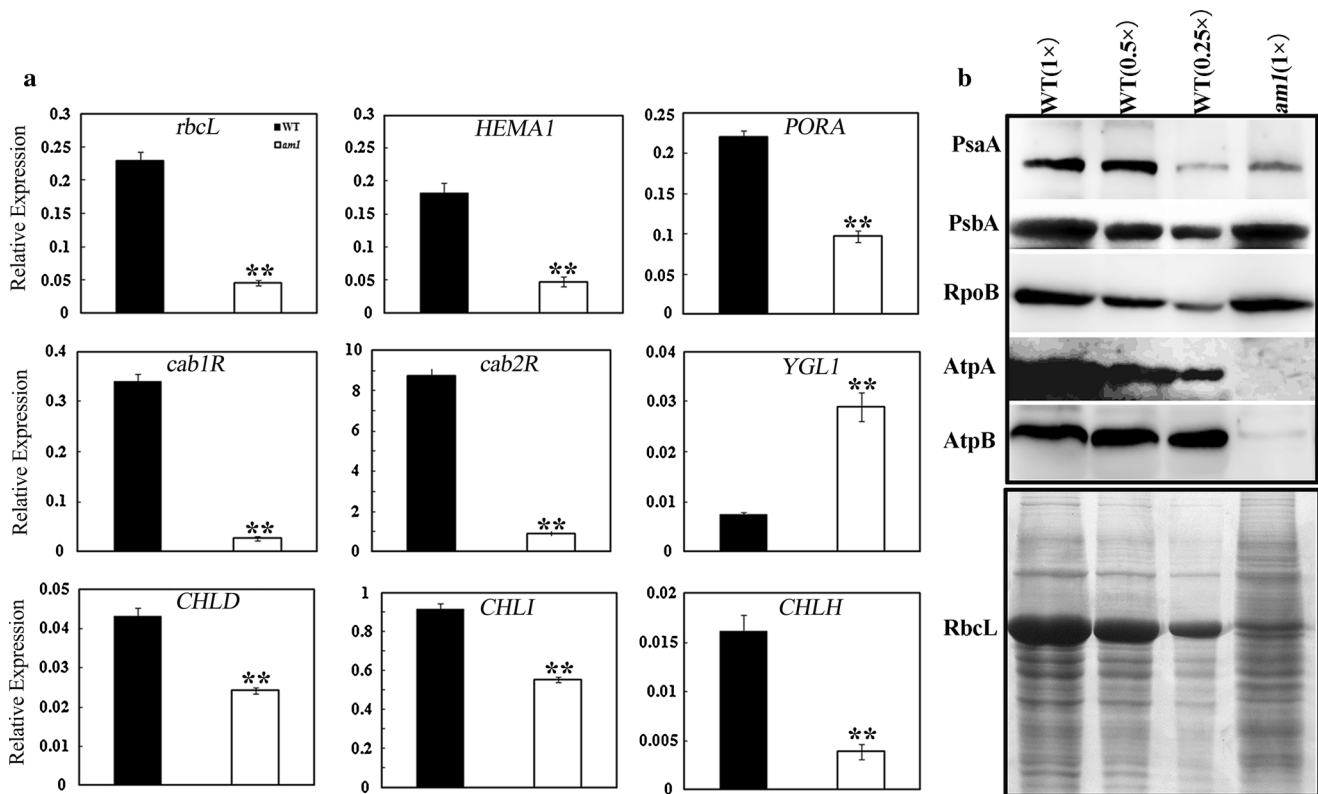 a
rbcL
WT
am1
Relative Expression
0.3
0.25
0.2
0.15
0.1
0.05
0
**
HEMA1
0.3
0.25
0.2
0.15
0.1
0.05
0
**
PORA
0.25
0.20
0.15
0.1
0.05
0
**
cab1R
Relative Expression
0.4
0.3
0.2
0.1
0
**
cab2R
10
8
6
4
2
0
**
YGL1
0.04
0.03
0.02
0.01
0
**
CHLD
Relative Expression
0.05
0.04
0.03
0.02
0.01
0
**
CHLI
1
0.8
0.6
0.4
0.2
0
**
CHLH
0.02
0.015
0.01
0.005
0
**
b
WT(1×)
WT(0.5×)
WT(0.25×)
am1(1×)
PsaA
PsbA
RpoB
AtpA
AtpB
RbcL